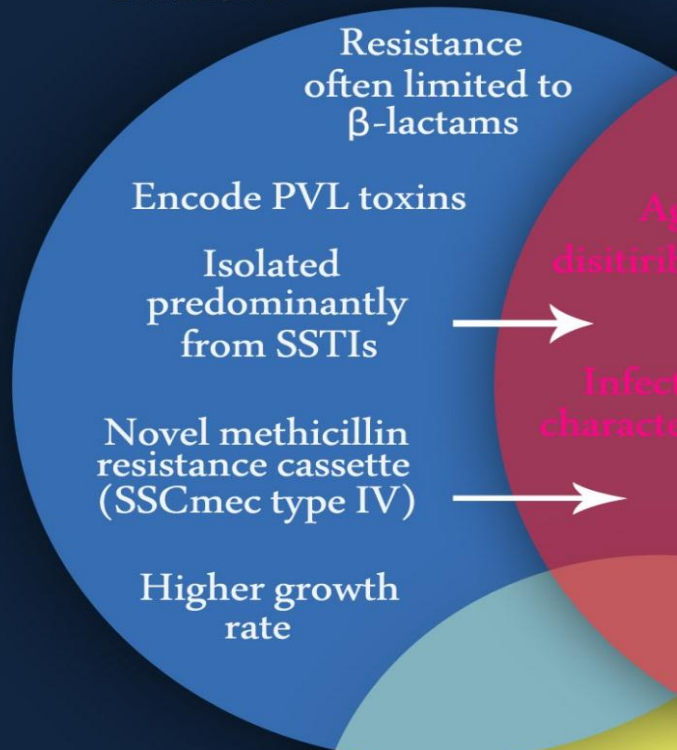 Resistance
often limited to
β-lactams
Encode PVL toxins
Isolated
predominantly
from SSTIs
Novel methicillin
resistance cassette
(SSCmec type IV)
Higher growth
rate